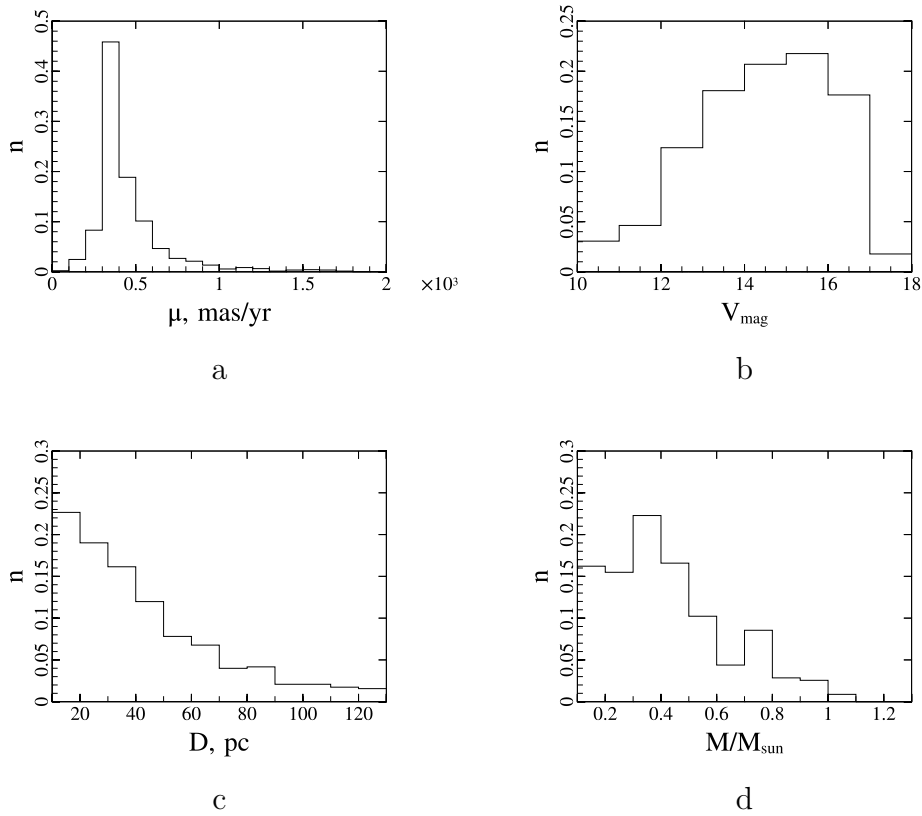 n
0 0.1 0.2 0.3 0.4 0.5
0 0.5 1 1.5 2 ×10³
μ, mas/yr
a
n
0 0.05 0.1 0.15 0.2 0.25
10 12 14 16 18
V_mag
b
n
0 0.05 0.1 0.15 0.2 0.25 0.3
20 40 60 80 100 120
D, pc
c
n
0 0.05 0.1 0.15 0.2 0.25 0.3
0.2 0.4 0.6 0.8 1 1.2
M/M_sun
d